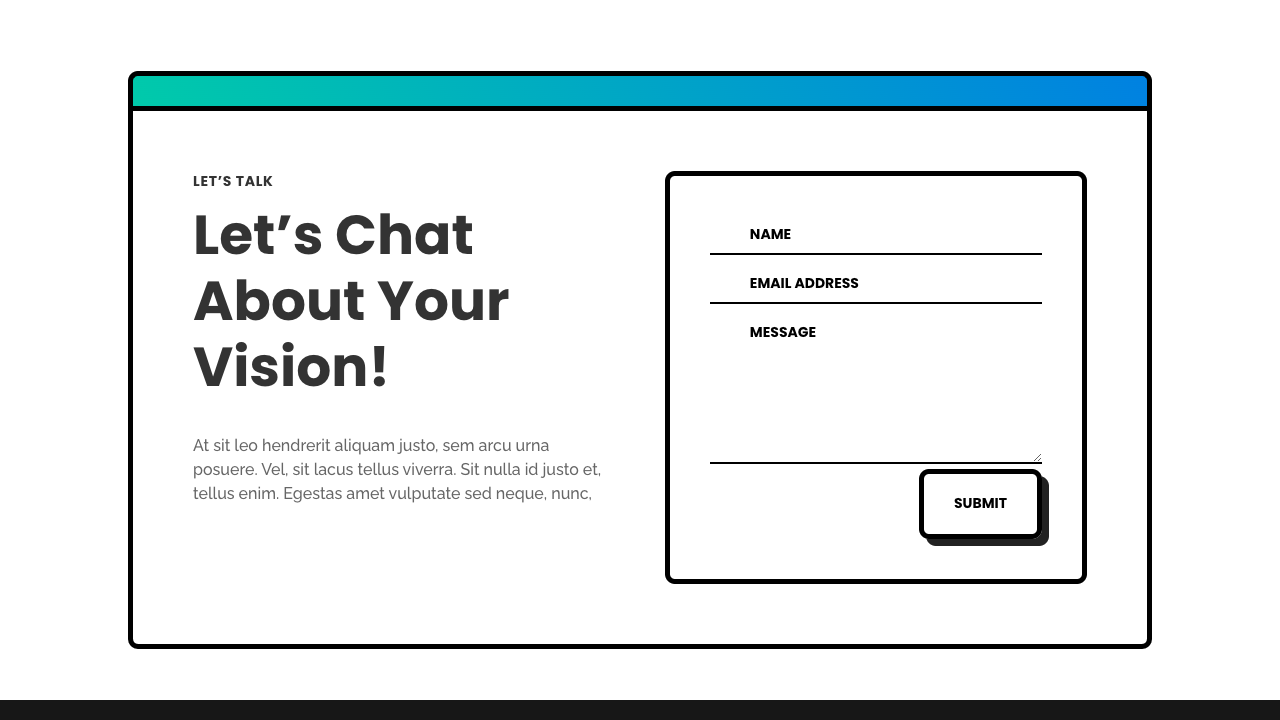 LET’S TALK
Let’s Chat
About Your
Vision!
At sit leo hendrerit aliquam justo, sem arcu urna
posuere. Vel, sit lacus tellus viverra. Sit nulla id justo et,
tellus enim. Egestas amet vulputate sed neque, nunc,
NAME
EMAIL ADDRESS
MESSAGE
SUBMIT